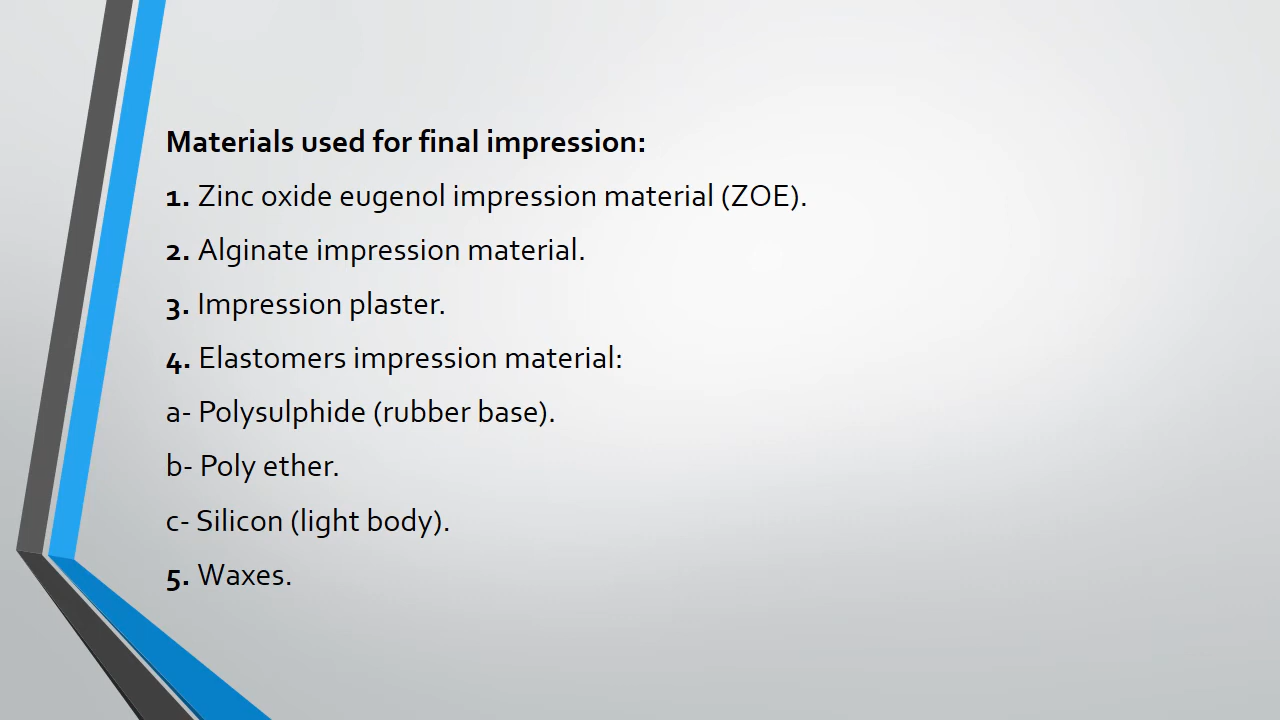 Materials used for final impression:
1. Zinc oxide eugenol impression material (ZOE).
2. Alginate impression material.
3. Impression plaster.
4. Elastomers impression material:
a- Polysulphide (rubber base).
b- Poly ether.
c- Silicon (light body).
5. Waxes.